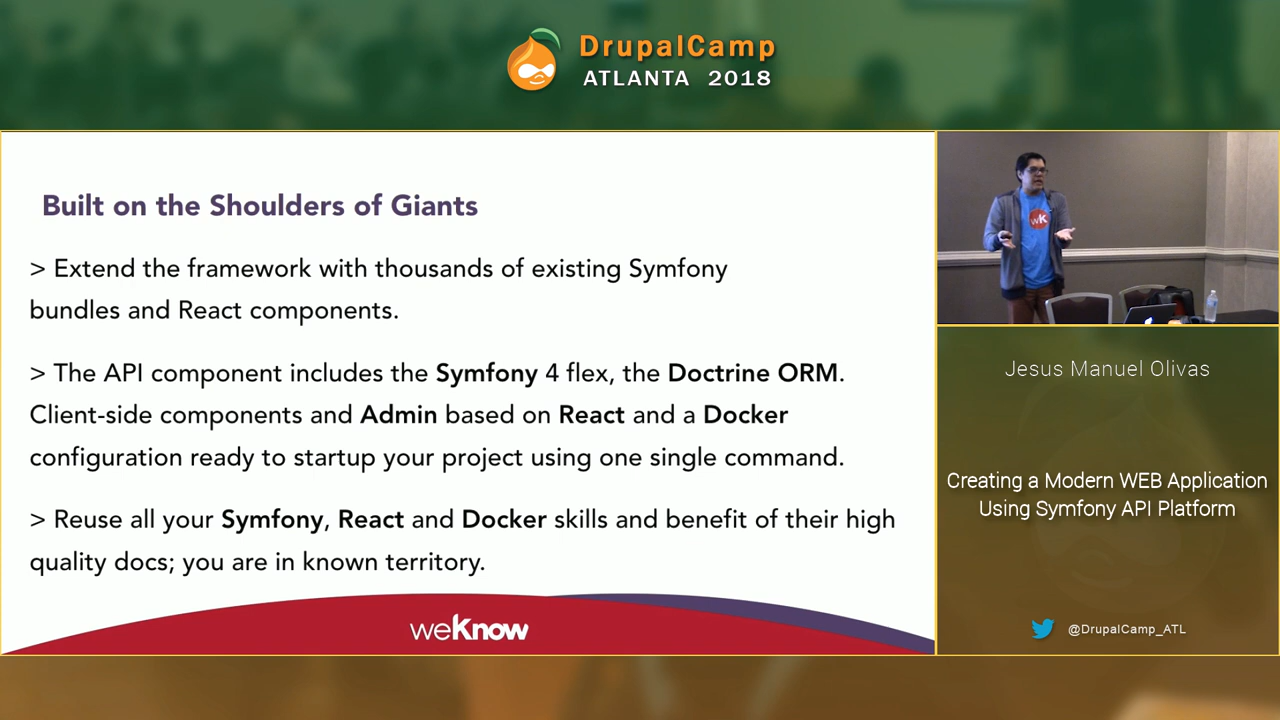 DrupalCamp
ATLANTA 2018
Built on the Shoulders of Giants
> Extend the framework with thousands of existing Symfony
bundles and React components.
> The API component includes the Symfony 4 flex, the Doctrine ORM.
Client-side components and Admin based on React and a Docker
configuration ready to startup your project using one single command.
> Reuse all your Symfony, React and Docker skills and benefit of their high
quality docs; you are in known territory.
weKnow
wK
Jesus Manuel Olivas
Creating a Modern WEB Application
Using Symfony API Platform
@DrupalCamp_ATL